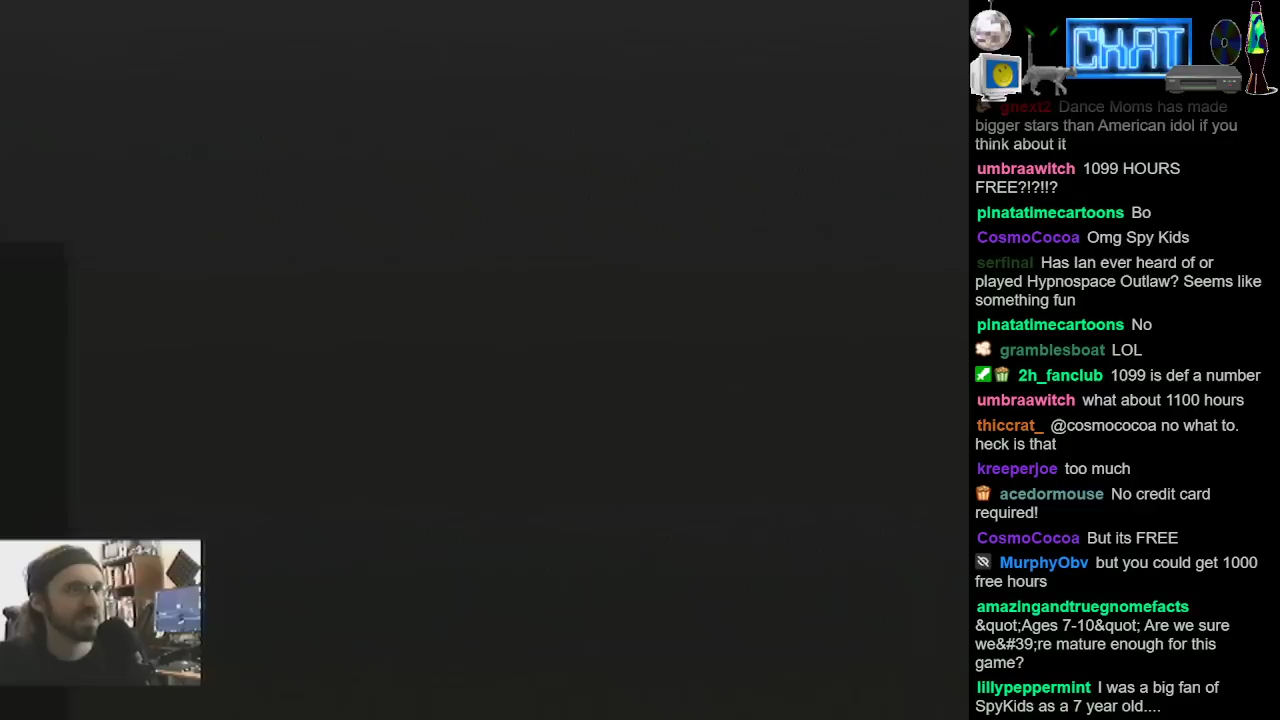 CHAT
gnext2 Dance Moms has made
bigger stars than American idol if you
think about it
umbraawitch 1099 HOURS
FREE?!?!!?
pinatatimecartoons Bo
CosmoCocoa Omg Spy Kids
serfinal Has Ian ever heard of or
played Hypnospace Outlaw? Seems like
something fun
pinatatimecartoons No
gramblesboat LOL
2h_fanclub 1099 is def a number
umbraawitch what about 1100 hours
thiccrat_ @cosmococoa no what to.
heck is that
kreeperjoe too much
acedormouse No credit card
required!
CosmoCocoa But its FREE
MurphyObv but you could get 1000
free hours
amazingandtruegnomefacts
&quot;Ages 7-10&quot; Are we sure
we&#39;re mature enough for this
game?
lillypeppermint I was a big fan of
SpyKids as a 7 year old....